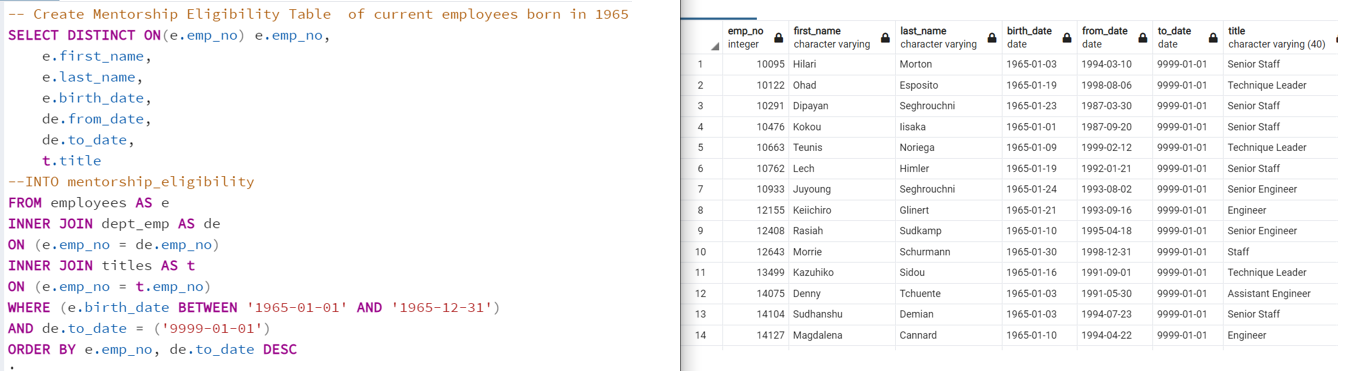 -- Create Mentorship Eligibility Table  of current employees born in 1965
SELECT DISTINCT ON(e.emp_no) e.emp_no,
    e.first_name,
    e.last_name,
    e.birth_date,
    de.from_date,
    de.to_date,
    t.title
--INTO mentorship_eligibility
FROM employees AS e
INNER JOIN dept_emp AS de
ON (e.emp_no = de.emp_no)
INNER JOIN titles AS t
ON (e.emp_no = t.emp_no)
WHERE (e.birth_date BETWEEN '1965-01-01' AND '1965-12-31')
AND de.to_date = ('9999-01-01')
ORDER BY e.emp_no, de.to_date DESC
;
emp_no first_name last_name birth_date from_date to_date title
integer character varying character varying date date date character varying (40)
1 10095 Hilari Morton 1965-01-03 1994-03-10 9999-01-01 Senior Staff
2 10122 Ohad Esposito 1965-01-19 1998-08-06 9999-01-01 Technique Leader
3 10291 Dipayan Seghrouchni 1965-01-23 1987-03-30 9999-01-01 Senior Staff
4 10476 Kokou Iisaka 1965-01-01 1987-09-20 9999-01-01 Senior Staff
5 10663 Teunis Noriega 1965-01-09 1999-02-12 9999-01-01 Technique Leader
6 10762 Lech Himler 1965-01-19 1992-01-21 9999-01-01 Senior Staff
7 10933 Juyoung Seghrouchni 1965-01-24 1993-08-02 9999-01-01 Senior Engineer
8 12155 Keiichiro Glinert 1965-01-21 1993-09-16 9999-01-01 Engineer
9 12408 Rasiah Sudkamp 1965-01-10 1995-04-18 9999-01-01 Senior Engineer
10 12643 Morrie Schurmann 1965-01-30 1998-12-31 9999-01-01 Staff
11 13499 Kazuhiko Sidou 1965-01-16 1991-09-01 9999-01-01 Technique Leader
12 14075 Denny Tchuente 1965-01-03 1991-05-30 9999-01-01 Assistant Engineer
13 14104 Sudhanshu Demian 1965-01-03 1994-07-23 9999-01-01 Senior Staff
14 14127 Magdalena Cannard 1965-01-10 1994-04-22 9999-01-01 Engineer